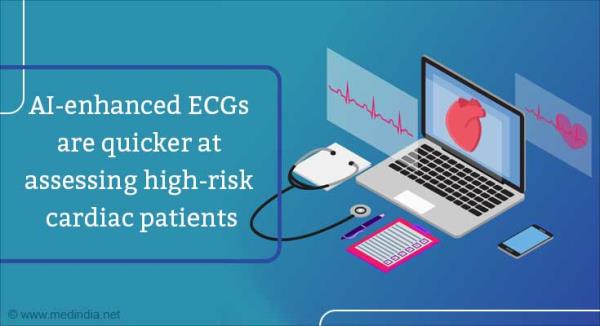 AI-enhanced ECGs
are quicker at
assessing high-risk
cardiac patients
© www.medindia.net